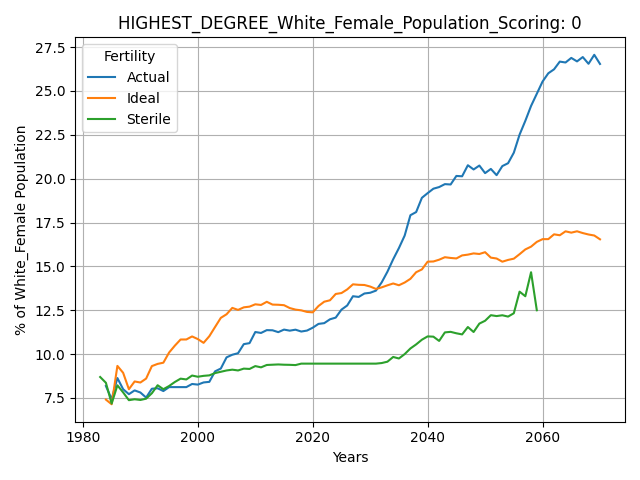 HIGHEST_DEGREE_White_Female_Population_Scoring: 0
Fertility
Actual
Ideal
Sterile
% of White_Female Population
27.5
25.0
22.5
20.0
17.5
15.0
12.5
10.0
7.5
1980
2000
2020
2040
2060
Years